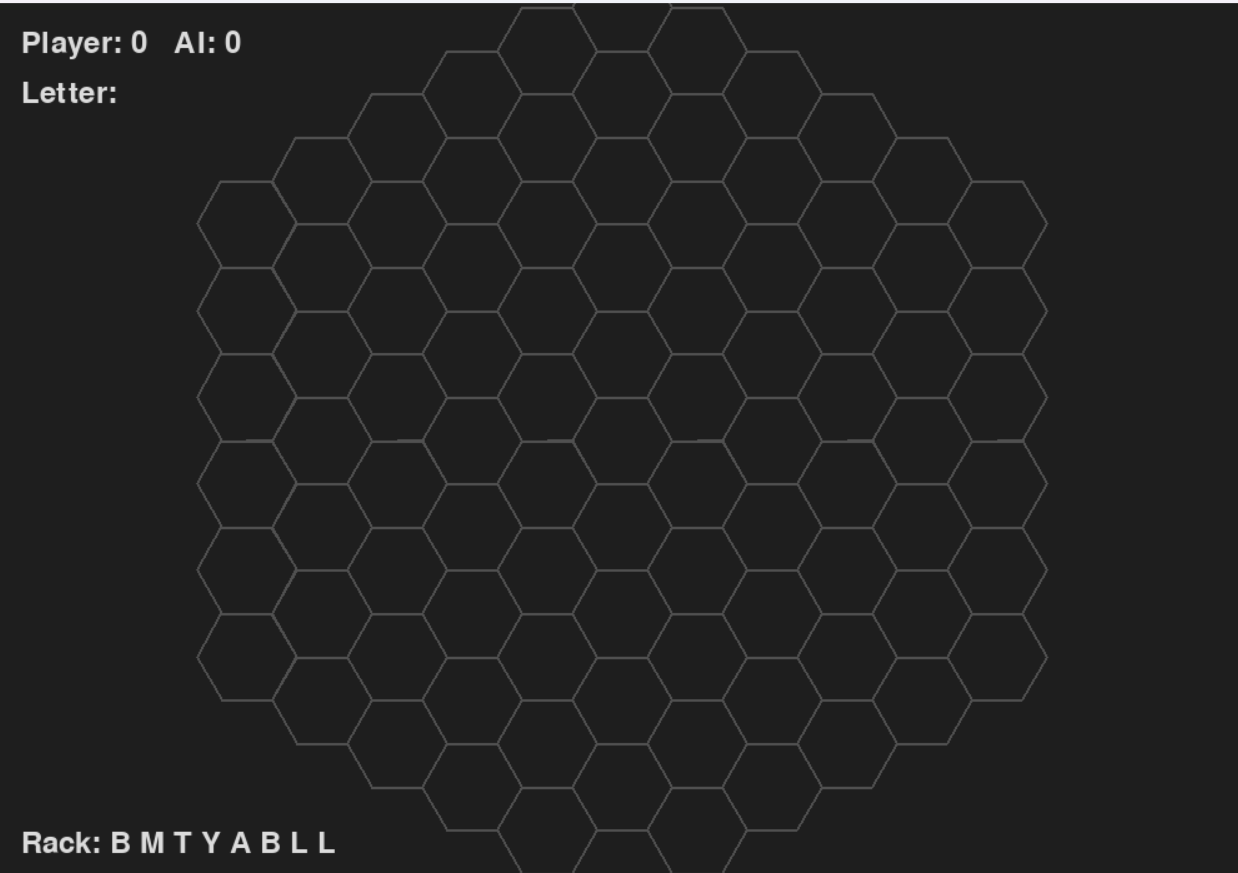 Player: 0 AI: 0
Letter:
Rack: B M T Y A B L L